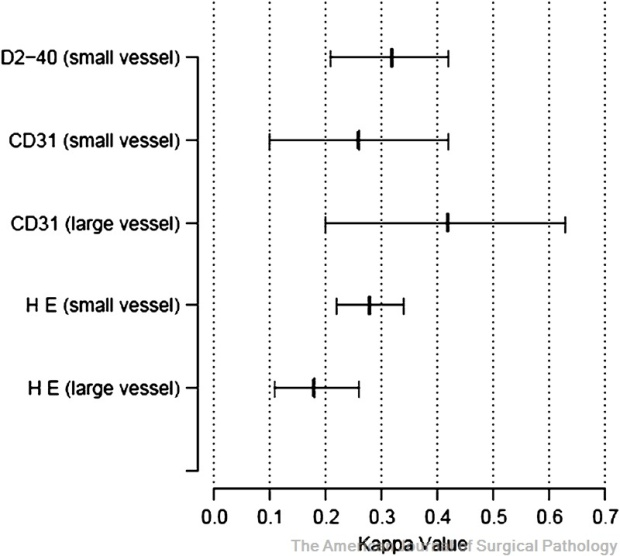 D2-40 (small vessel)
CD31 (small vessel)
CD31 (large vessel)
H E (small vessel)
H E (large vessel)
0.0 0.1 0.2 0.3 0.4 0.5 0.6 0.7
Kappa Value
The American Journal of Surgical Pathology